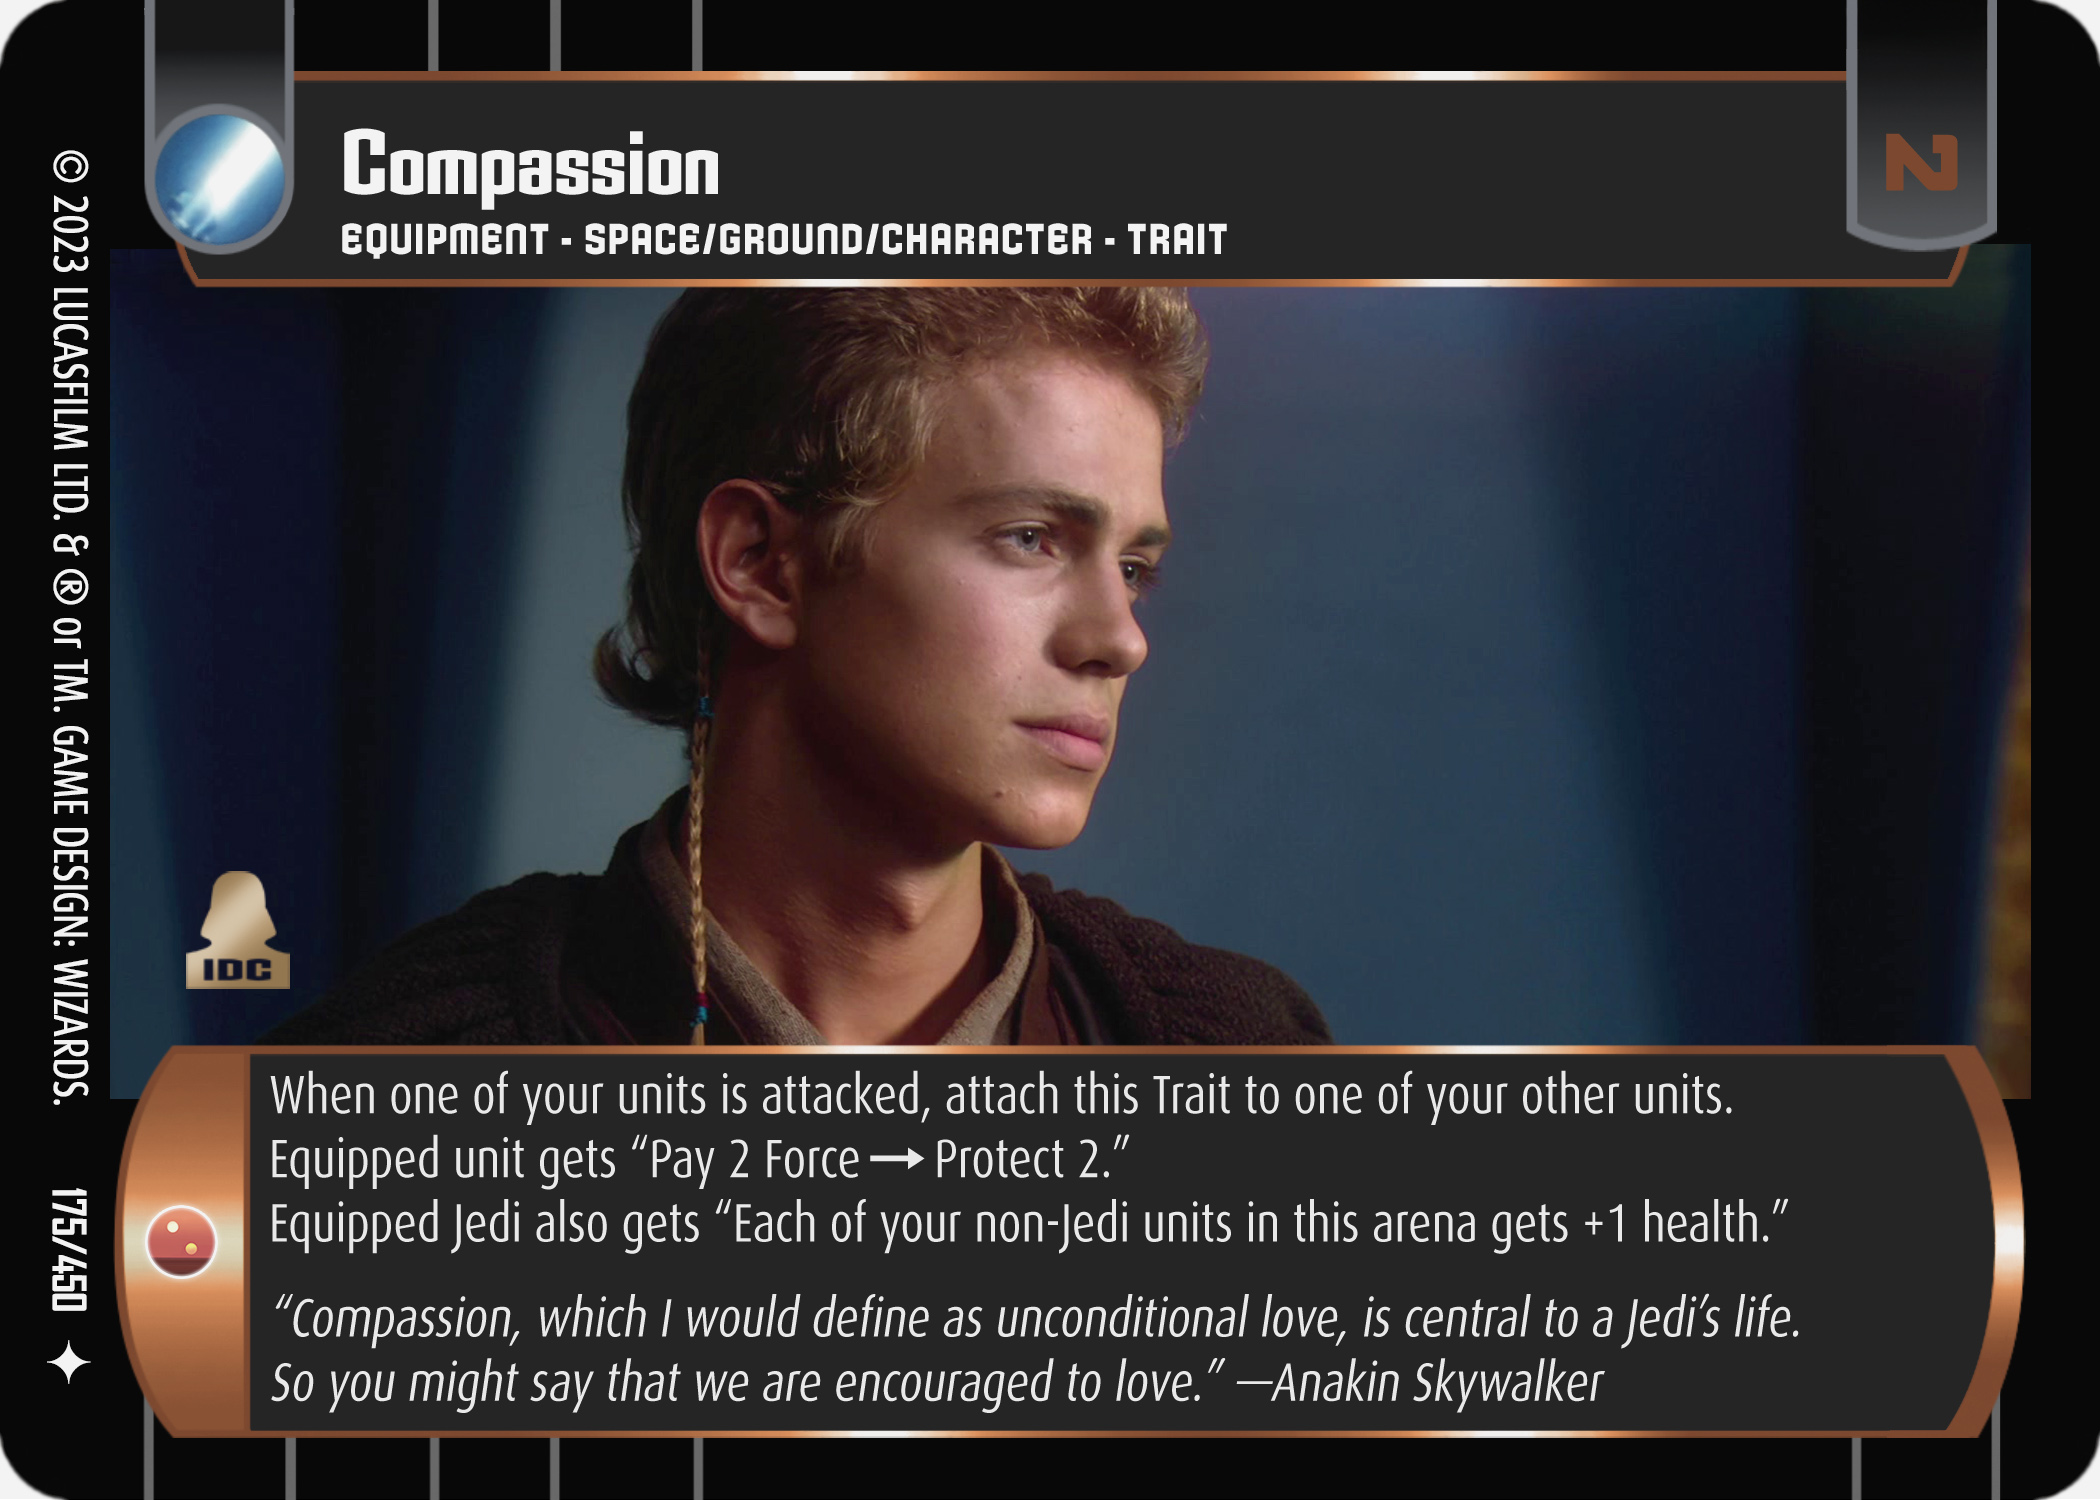 Compassion
2
EQUIPMENT - SPACE/GROUND/CHARACTER - TRAIT
© 2023 LUCASFILM LTD. & ® or TM. GAME DESIGN: WIZARDS.
175/450
IDC
When one of your units is attacked, attach this Trait to one of your other units.
Equipped unit gets “Pay 2 Force → Protect 2.”
Equipped Jedi also gets “Each of your non-Jedi units in this arena gets +1 health.”
“Compassion, which I would define as unconditional love, is central to a Jedi’s life.
So you might say that we are encouraged to love.” —Anakin Skywalker